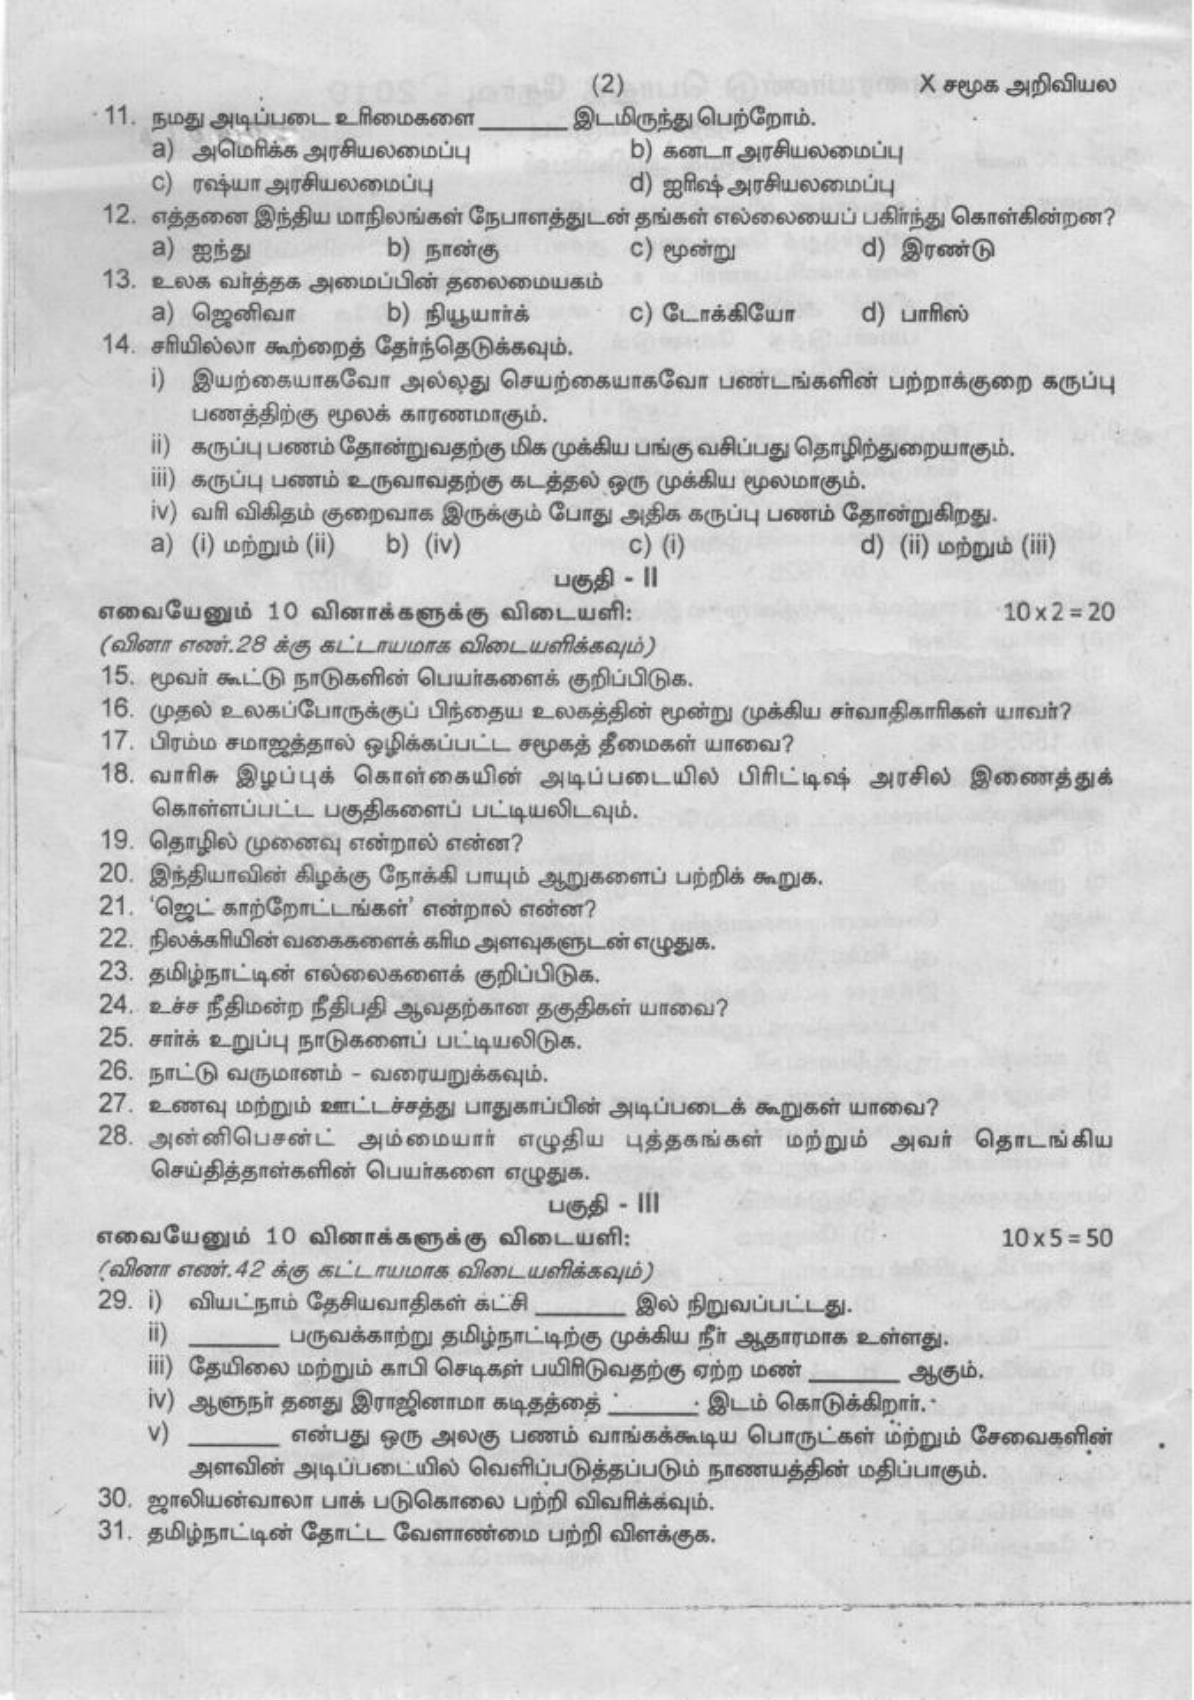 (2) X சமூக அறிவியல
11. நமது அடிப்படை உரிமைகளை ______ இடமிருந்து பெற்றோம்.
a) அமெரிக்க அரசியலமைப்பு b) கனடா அரசியலமைப்பு
c) ரஷ்யா அரசியலமைப்பு d) ஐரிஷ் அரசியலமைப்பு
12. எத்தனை இந்திய மாநிலங்கள் நேபாளத்துடன் தங்கள் எல்லையைப் பகிர்ந்து கொள்கின்றன?
a) ஐந்து b) நான்கு c) மூன்று d) இரண்டு
13. உலக வர்த்தக அமைப்பின் தலைமையகம்
a) ஜெனிவா b) நியூயார்க் c) டோக்கியோ d) பாரிஸ்
14. சரியில்லா கூற்றைத் தேர்ந்தெடுக்கவும்.
i) இயற்கையாகவோ அல்லது செயற்கையாகவோ பண்டங்களின் பற்றாக்குறை கருப்பு
பணத்திற்கு மூலக் காரணமாகும்.
ii) கருப்பு பணம் தோன்றுவதற்கு மிக முக்கிய பங்கு வசிப்பது தொழிற்துறையாகும்.
iii) கருப்பு பணம் உருவாவதற்கு கடத்தல் ஒரு முக்கிய மூலமாகும்.
iv) வரி விகிதம் குறைவாக இருக்கும் போது அதிக கருப்பு பணம் தோன்றுகிறது.
a) (i) மற்றும் (ii) b) (iv) c) (i) d) (ii) மற்றும் (iii)
பகுதி - II
எவையேனும் 10 வினாக்களுக்கு விடையளி: 10 x 2 = 20
(வினா எண்.28 க்கு கட்டாயமாக விடையளிக்கவும்)
15. மூவர் கூட்டு நாடுகளின் பெயர்களைக் குறிப்பிடுக.
16. முதல் உலகப்போருக்குப் பிந்தைய உலகத்தின் மூன்று முக்கிய சர்வாதிகாரிகள் யாவர்?
17. பிரம்ம சமாஜத்தால் ஒழிக்கப்பட்ட சமூகத் தீமைகள் யாவை?
18. வாரிசு இழப்புக் கொள்கையின் அடிப்படையில் பிரிட்டிஷ் அரசில் இணைத்துக்
கொள்ளப்பட்ட பகுதிகளைப் பட்டியலிடவும்.
19. தொழில் முனைவு என்றால் என்ன?
20. இந்தியாவின் கிழக்கு நோக்கி பாயும் ஆறுகளைப் பற்றிக் கூறுக.
21. 'ஜெட் காற்றோட்டங்கள்' என்றால் என்ன?
22. நிலக்கரியின் வகைகளைக் கரிம அளவுகளுடன் எழுதுக.
23. தமிழ்நாட்டின் எல்லைகளைக் குறிப்பிடுக.
24. உச்ச நீதிமன்ற நீதிபதி ஆவதற்கான தகுதிகள் யாவை?
25. சார்க் உறுப்பு நாடுகளைப் பட்டியலிடுக.
26. நாட்டு வருமானம் - வரையறுக்கவும்.
27. உணவு மற்றும் ஊட்டச்சத்து பாதுகாப்பின் அடிப்படைக் கூறுகள் யாவை?
28. அன்னிபெசன்ட் அம்மையார் எழுதிய புத்தகங்கள் மற்றும் அவர் தொடங்கிய
செய்தித்தாள்களின் பெயர்களை எழுதுக.
பகுதி - III
எவையேனும் 10 வினாக்களுக்கு விடையளி: 10 x 5 = 50
(வினா எண்.42 க்கு கட்டாயமாக விடையளிக்கவும்)
29. i) வியட்நாம் தேசியவாதிகள் கட்சி ______ இல் நிறுவப்பட்டது.
ii) ______ பருவக்காற்று தமிழ்நாட்டிற்கு முக்கிய நீர் ஆதாரமாக உள்ளது.
iii) தேயிலை மற்றும் காபி செடிகள் பயிரிடுவதற்கு ஏற்ற மண் ______ ஆகும்.
iv) ஆளுநர் தனது இராஜினாமா கடிதத்தை ______ இடம் கொடுக்கிறார்.
v) ______ என்பது ஒரு அலகு பணம் வாங்கக்கூடிய பொருட்கள் மற்றும் சேவைகளின்
அளவின் அடிப்படையில் வெளிப்படுத்தப்படும் நாணயத்தின் மதிப்பாகும்.
30. ஜாலியன்வாலா பாக் படுகொலை பற்றி விவரிக்கவும்.
31. தமிழ்நாட்டின் தோட்ட வேளாண்மை பற்றி விளக்குக.